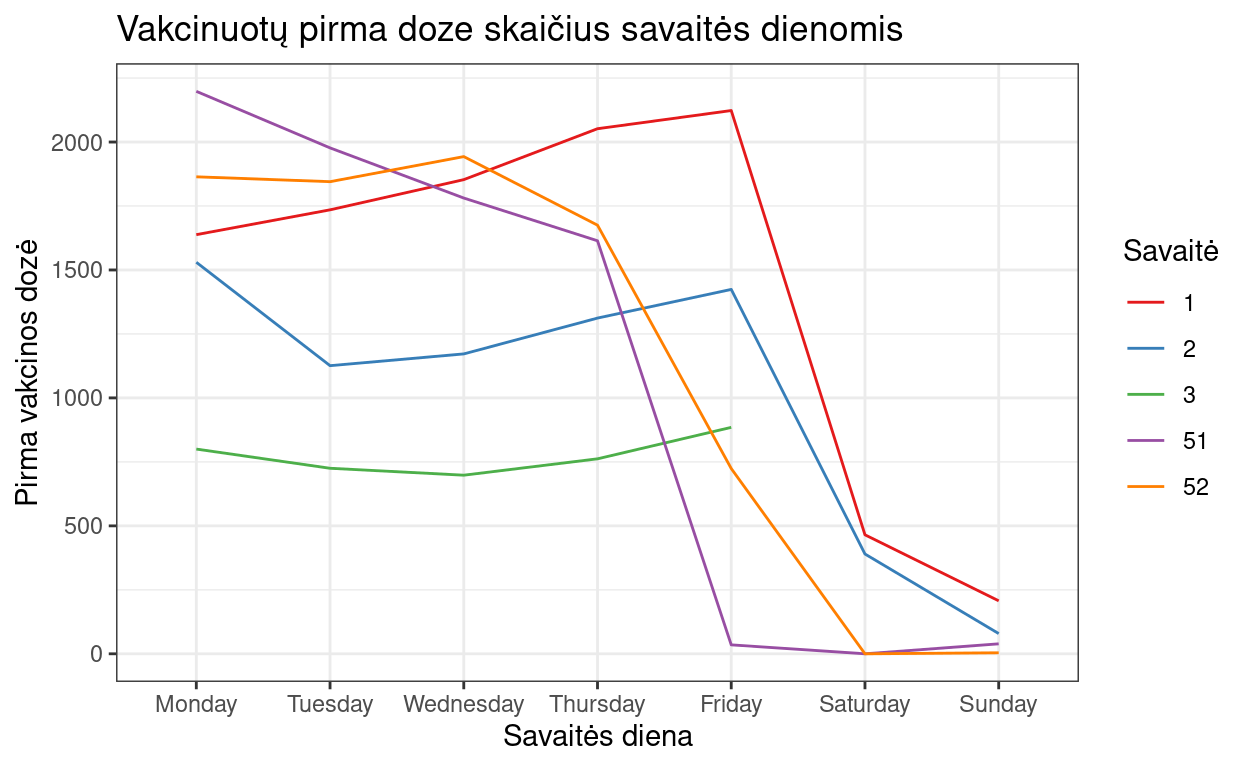 Vakcinuotų pirma doze skaičius savaitės dienomis
Pirma vakcinos dozė
2000
1500
1000
500
0
Monday Tuesday Wednesday Thursday Friday Saturday Sunday
Savaitės diena
Savaitė
1
2
3
51
52